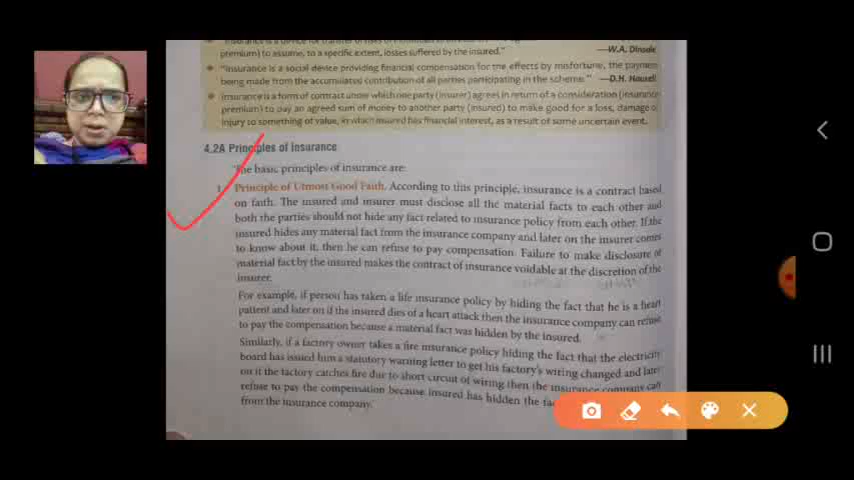 premium) to assume, to a specific extent, losses suffered by the insured."
—W.A. Dinsdle
"Insurance is a social device providing financial compensation for the effects by misfortune, the payment
being made from the accumulated contribution of all parties participating in the scheme." —D.H. Hausell
Insurance is a form of contract under which one party (insurer) agrees in return of a consideration (insurance
premium) to pay an agreed sum of money to another party (insured) to make good for a loss, damage o
injury to something of value, in which insured has financial interest, as a result of some uncertain event.
4.2A Principles of Insurance
The basic principles of insurance are:
1. Principle of Utmost Good Faith. According to this principle, insurance is a contract based
on faith. The insured and insurer must disclose all the material facts to each other and
both the parties should not hide any fact related to insurance policy from each other. If the
insured hides any material fact from the insurance company and later on the insurer comes
to know about it, then he can refuse to pay compensation. Failure to make disclosure of
material fact by the insured makes the contract of insurance voidable at the discretion of the
insurer.
For example, if person has taken a life insurance policy by hiding the fact that he is a heart
patient and later on if the insured dies of a heart attack then the insurance company can refuse
to pay the compensation because a material fact was hidden by the insured.
Similarly, if a factory owner takes a fire insurance policy hiding the fact that the electricity
board has issued him a statutory warning letter to get his factory's wiring changed and later
on it the factory catches fire due to short circuit of wiring then the insurance company can
refuse to pay the compensation because insured has hidden the
from the insurance company.